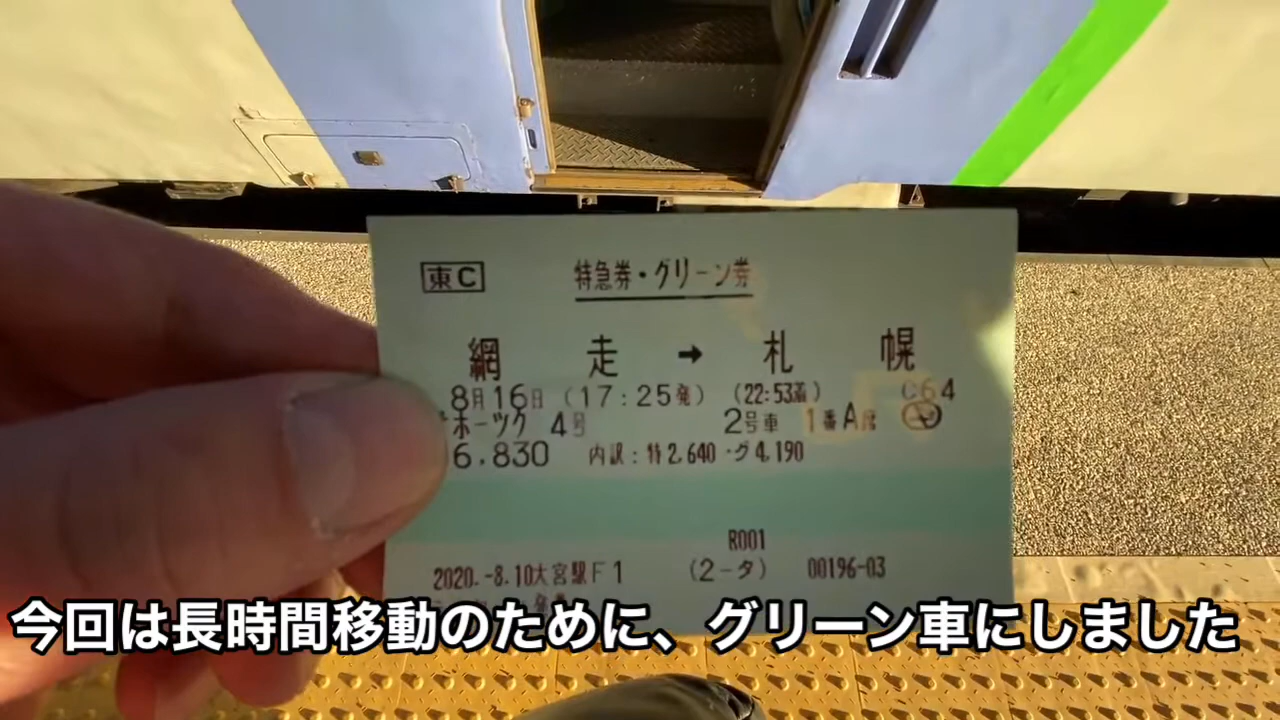 東C 特急券・グリーン券
網走 ➡ 札幌
8月16日 (17:25発) (22:53着) C64
ホーツク 4号 2号車 1番A席
6,830 内訳:特2,640・グ4,190
R001
2020.-8.10大宮駅F1 (2-タ) 00196-03
今回は長時間移動のために、グリーン車にしました